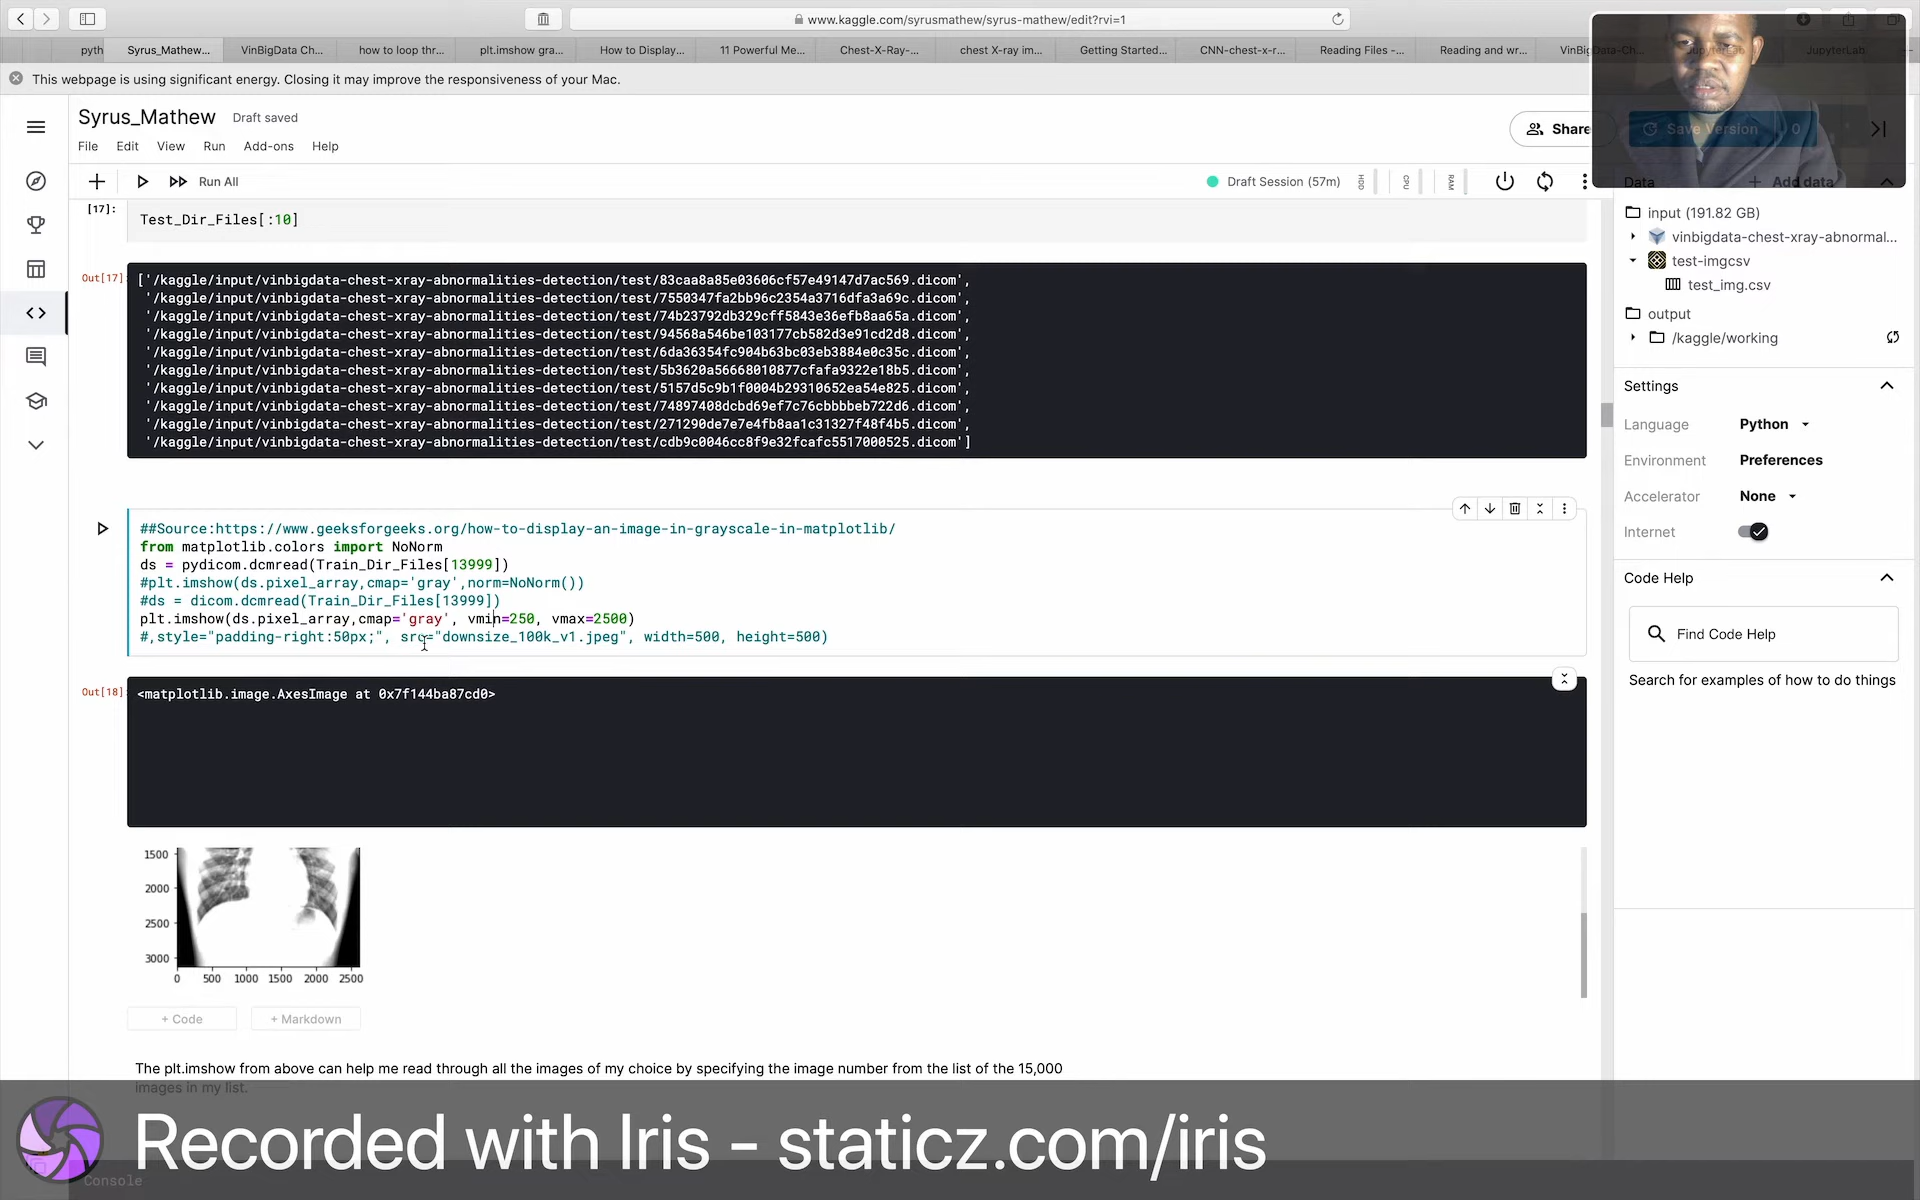 www.kaggle.com/syrusmathew/syrus-mathew/edit?rvi=1
pyth
Syrus_Mathew...
VinBigData Ch...
how to loop thr...
plt.imshow gra...
How to Display...
11 Powerful Me...
Chest-X-Ray-...
chest X-ray im...
Getting Started...
CNN-chest-x-r...
Reading Files -...
Reading and wr...
VinBigData-Ch...
JupyterLab
JupyterLab
This webpage is using significant energy. Closing it may improve the responsiveness of your Mac.
Syrus_Mathew Draft saved
File Edit View Run Add-ons Help
Share
Save Version 0
Run All
Draft Session (57m)
HDD CPU RAM
Data + Add data
[17]:
Test_Dir_Files[:10]
Out[17]
['/kaggle/input/vinbigdata-chest-xray-abnormalities-detection/test/83caa8a85e03606cf57e49147d7ac569.dicom',
'/kaggle/input/vinbigdata-chest-xray-abnormalities-detection/test/7550347fa2bb96c2354a3716dfa3a69c.dicom',
'/kaggle/input/vinbigdata-chest-xray-abnormalities-detection/test/74b23792db329cff5843e36efb8aa65a.dicom',
'/kaggle/input/vinbigdata-chest-xray-abnormalities-detection/test/94568a546be103177cb582d3e91cd2d8.dicom',
'/kaggle/input/vinbigdata-chest-xray-abnormalities-detection/test/6da36354fc904b63bc03eb3884e0c35c.dicom',
'/kaggle/input/vinbigdata-chest-xray-abnormalities-detection/test/5b3620a56668010877cfafa9322e18b5.dicom',
'/kaggle/input/vinbigdata-chest-xray-abnormalities-detection/test/5157d5c9b1f0004b29310652ea54e825.dicom',
'/kaggle/input/vinbigdata-chest-xray-abnormalities-detection/test/74897408dcbd69ef7c76cbbbbeb722d6.dicom',
'/kaggle/input/vinbigdata-chest-xray-abnormalities-detection/test/271290de7e7e4fb8aa1c31327f48f4b5.dicom',
'/kaggle/input/vinbigdata-chest-xray-abnormalities-detection/test/cdb9c0046cc8f9e32fcafc5517000525.dicom']
##Source:https://www.geeksforgeeks.org/how-to-display-an-image-in-grayscale-in-matplotlib/
from matplotlib.colors import NoNorm
ds = pydicom.dcmread(Train_Dir_Files[13999])
#plt.imshow(ds.pixel_array,cmap='gray',norm=NoNorm())
#ds = dicom.dcmread(Train_Dir_Files[13999])
plt.imshow(ds.pixel_array,cmap='gray', vmin=250, vmax=2500)
#,style="padding-right:50px;", src="downsize_100k_v1.jpeg", width=500, height=500)
Out[18]
<matplotlib.image.AxesImage at 0x7f144ba87cd0>
1500
2000
2500
3000
0 500 1000 1500 2000 2500
+ Code + Markdown
The plt.imshow from above can help me read through all the images of my choice by specifying the image number from the list of the 15,000
images in my list.
input (191.82 GB)
vinbigdata-chest-xray-abnormal...
test-imgcsv
test_img.csv
output
/kaggle/working
Settings
Language Python
Environment Preferences
Accelerator None
Internet
Code Help
Find Code Help
Search for examples of how to do things
Recorded with Iris - staticz.com/iris
Console